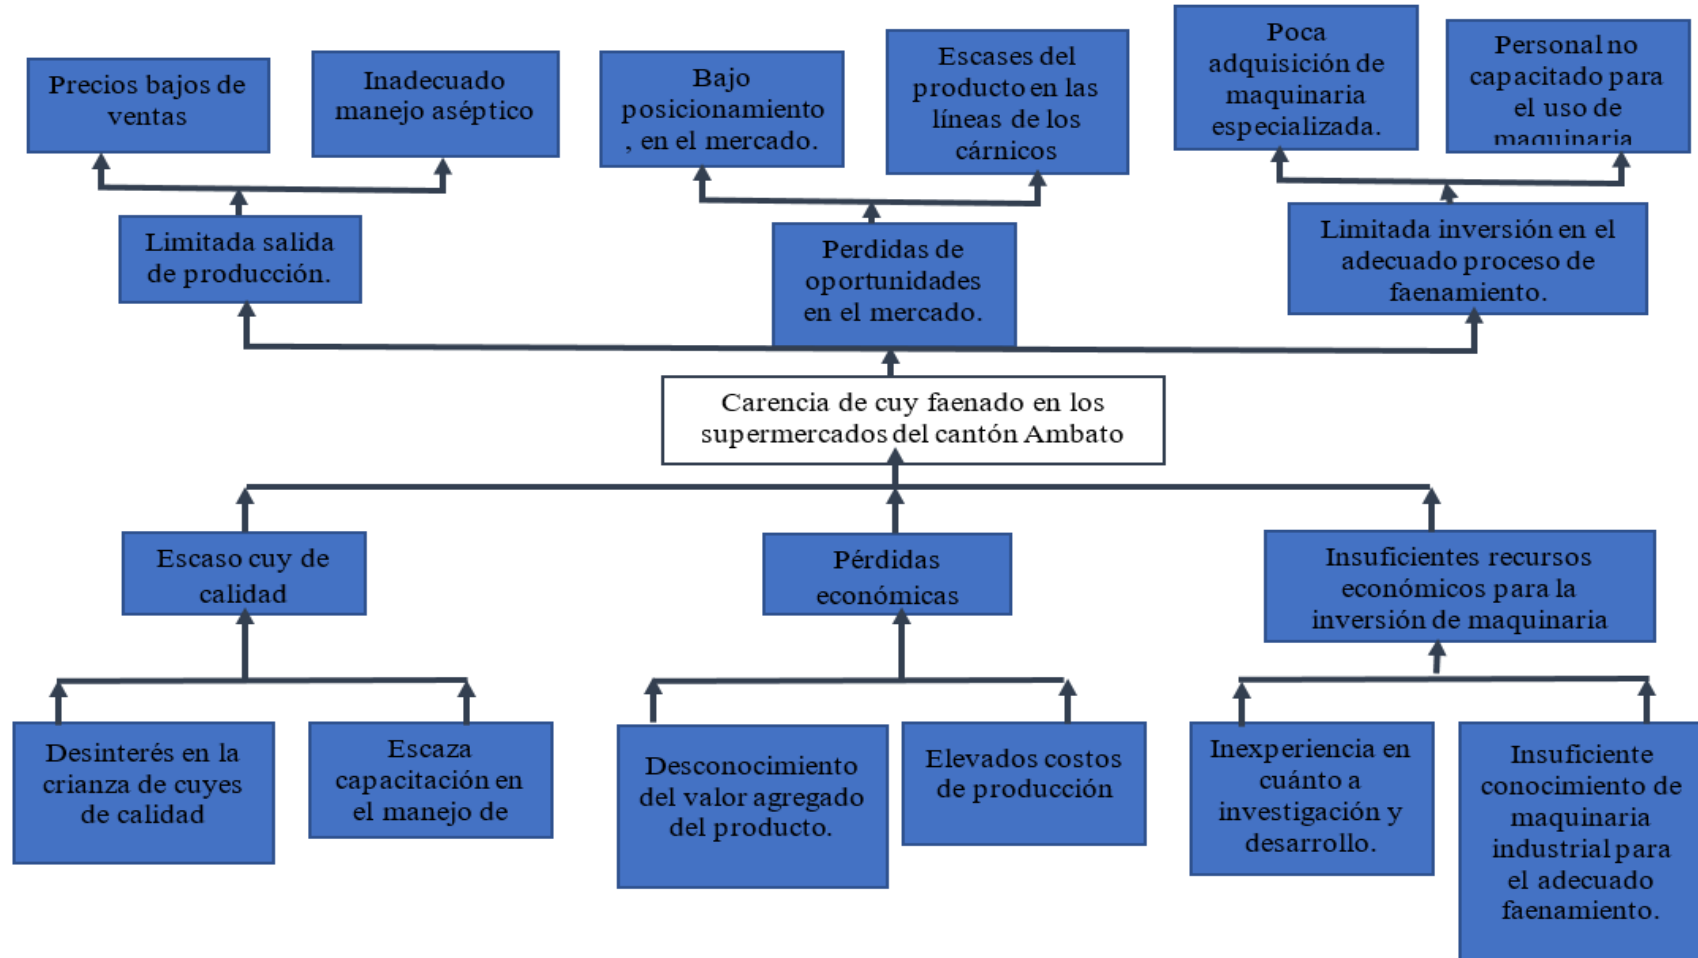 Precios bajos de
ventas
Inadecuado
manejo aséptico
Bajo
posicionamiento
, en el mercado.
Escases del
producto en las
líneas de los
cárnicos
Poca
adquisición de
maquinaria
especializada.
Personal no
capacitado para
el uso de
maquinaria
Limitada salida
de producción.
Perdidas de
oportunidades
en el mercado.
Limitada inversión en el
adecuado proceso de
faenamiento.
Carencia de cuy faenado en los
supermercados del cantón Ambato
Escaso cuy de
calidad
Pérdidas
económicas
Insuficientes recursos
económicos para la
inversión de maquinaria
Desinterés en la
crianza de cuyes
de calidad
Escaza
capacitación en
el manejo de
Desconocimiento
del valor agregado
del producto.
Elevados costos
de producción
Inexperiencia en
cuánto a
investigación y
desarrollo.
Insuficiente
conocimiento de
maquinaria
industrial para
el adecuado
faenamiento.